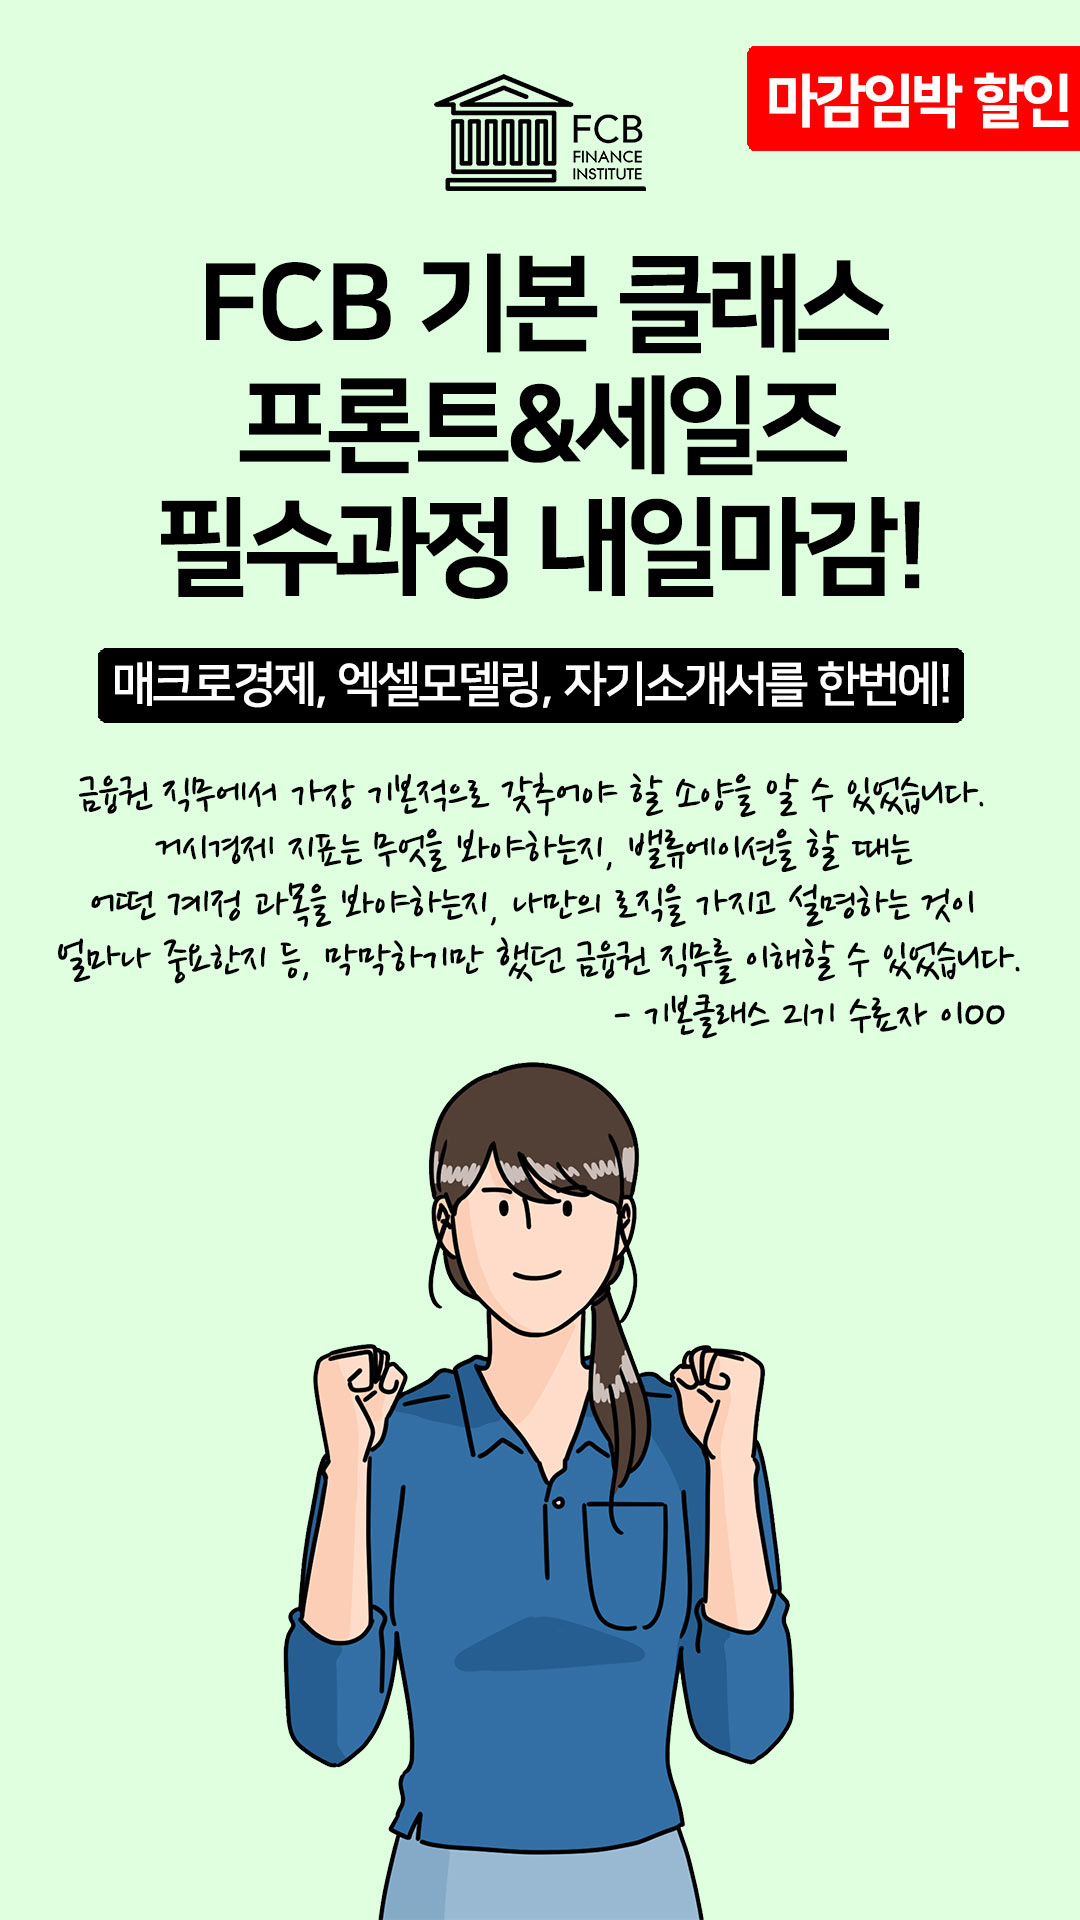 마감임박 할인
FCB
FINANCE
INSTITUTE
FCB 기본 클래스
프론트&세일즈
필수과정 내일마감!
매크로경제, 엑셀모델링, 자기소개서를 한번에!
금융권 직무에서 가장 기본적으로 갖추어야 할 소양을 알 수 있었습니다.
거시경제 지표는 무엇을 봐야하는지, 밸류에이션을 할 때는
어떤 계정 과목을 봐야하는지, 나만의 로직을 가지고 설명하는 것이
얼마나 중요한지 등, 막막하기만 했던 금융권 직무를 이해할 수 있었습니다.
- 기본클래스 21기 수료자 이OO